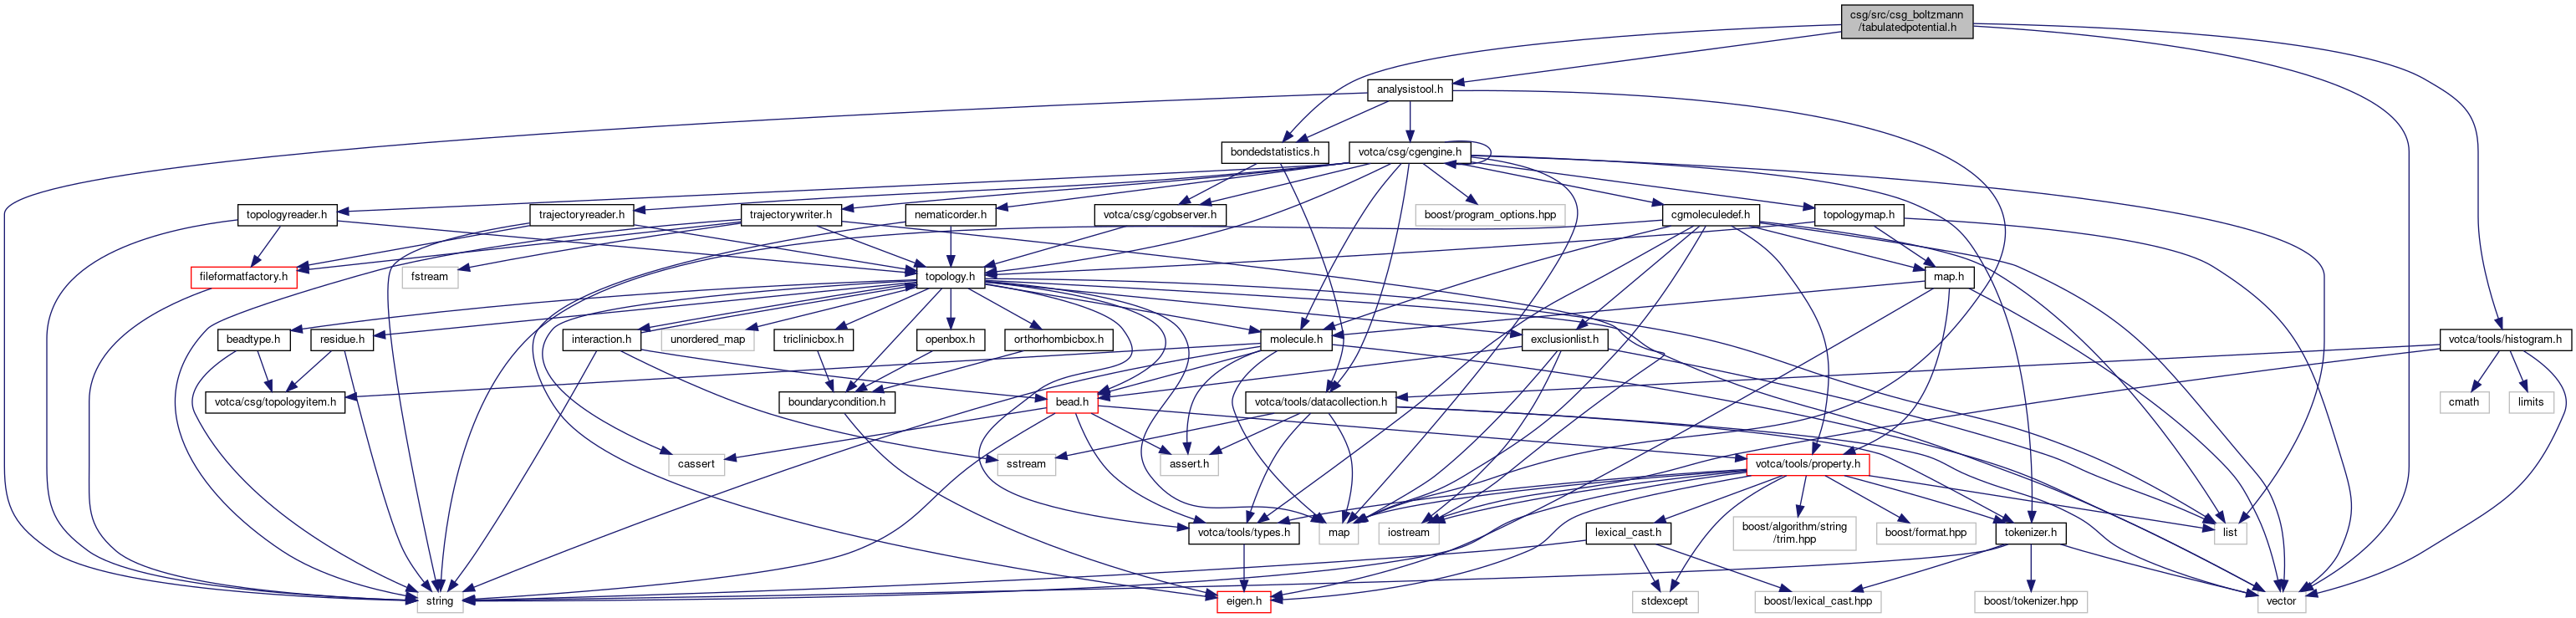 csg/src/csg_boltzmann
/tabulatedpotential.h
analysistool.h
bondedstatistics.h
votca/csg/cgengine.h
topologyreader.h
trajectoryreader.h
trajectorywriter.h
nematicorder.h
votca/csg/cgobserver.h
boost/program_options.hpp
cgmoleculedef.h
topologymap.h
fileformatfactory.h
fstream
topology.h
map.h
beadtype.h
residue.h
interaction.h
unordered_map
triclinicbox.h
openbox.h
orthorhombicbox.h
molecule.h
exclusionlist.h
votca/tools/histogram.h
votca/csg/topologyitem.h
boundarycondition.h
bead.h
votca/tools/datacollection.h
cmath
limits
cassert
sstream
assert.h
votca/tools/property.h
votca/tools/types.h
map
iostream
lexical_cast.h
boost/algorithm/string
/trim.hpp
boost/format.hpp
tokenizer.h
list
string
eigen.h
stdexcept
boost/lexical_cast.hpp
boost/tokenizer.hpp
vector